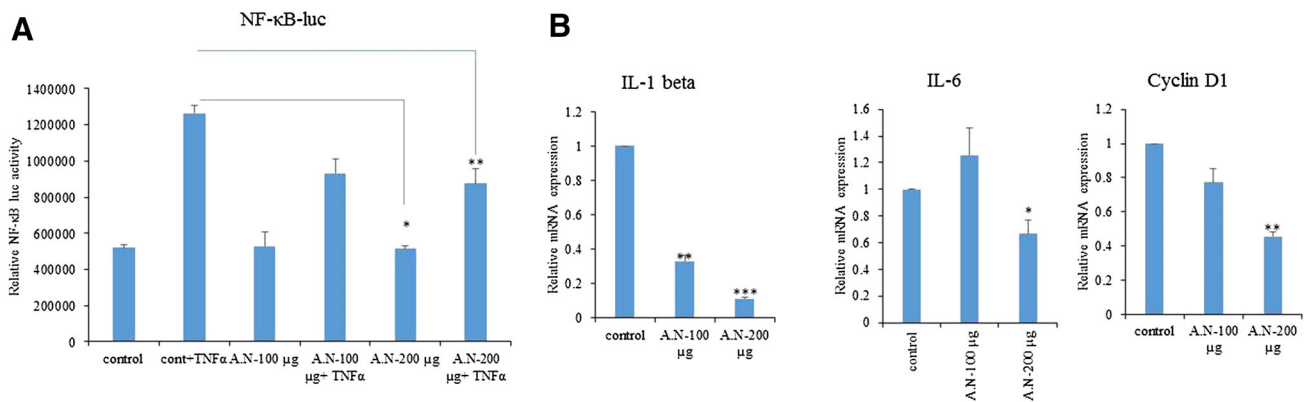 A
NF-κB-luc
Relative NF-κB luc activity
1400000
1200000
1000000
800000
600000
400000
200000
0
**
*
control
cont+TNFα
A.N-100 µg
A.N-100
µg+ TNFα
A.N-200 µg
A.N-200
µg+ TNFα
B
IL-1 beta
Relative mRNA expression
1.2
1
0.8
0.6
0.4
0.2
0
**
***
control
A.N-100
µg
A.N-200
µg
IL-6
Relative mRNA expression
1.6
1.4
1.2
1
0.8
0.6
0.4
0.2
0
*
control
A.N-100 µg
A.N-200 µg
Cyclin D1
Relative mRNA expression
1.2
1
0.8
0.6
0.4
0.2
0
**
control
A.N-100
µg
A.N-200
µg